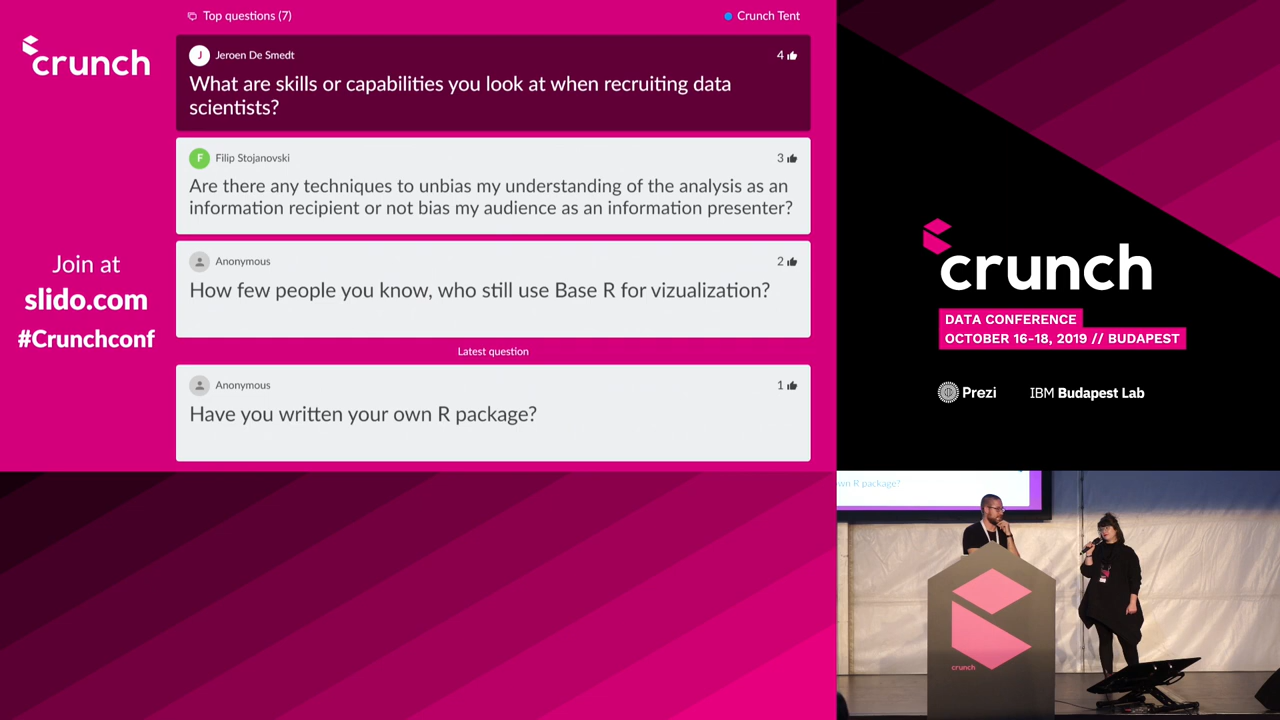 Top questions (7)
Crunch Tent
crunch
J
Jeroen De Smedt
4
What are skills or capabilities you look at when recruiting data
scientists?
F
Filip Stojanovski
3
Are there any techniques to unbias my understanding of the analysis as an
information recipient or not bias my audience as an information presenter?
Anonymous
2
How few people you know, who still use Base R for vizualization?
Latest question
Anonymous
1
Have you written your own R package?
Join at
slido.com
#Crunchconf
crunch
DATA CONFERENCE
OCTOBER 16-18, 2019 // BUDAPEST
Prezi
IBM Budapest Lab
wn R package?
crunch